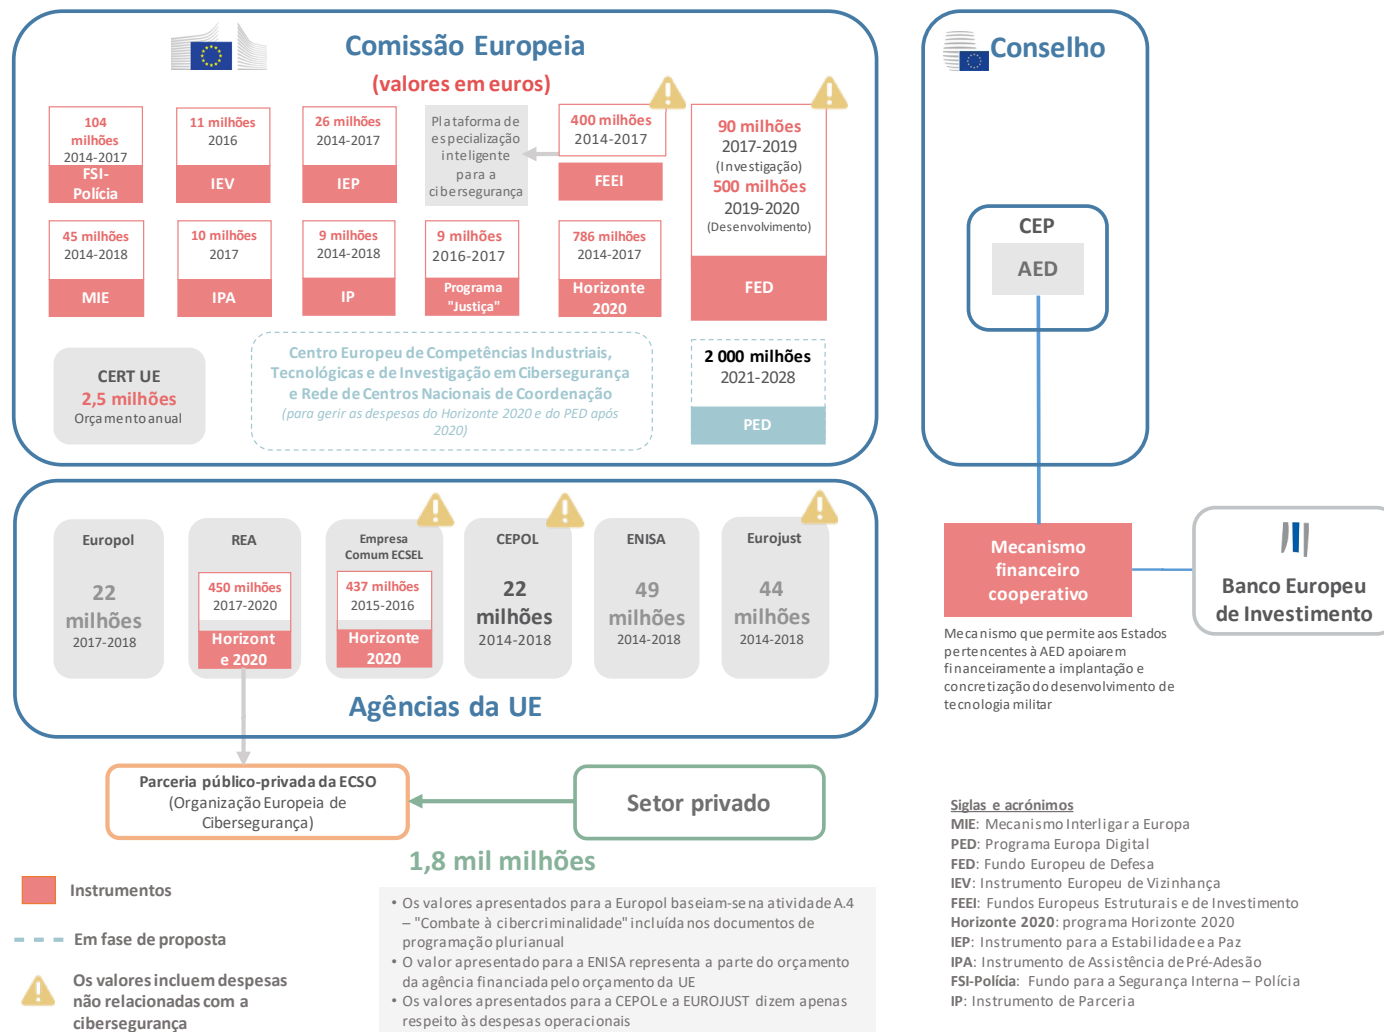 Comissão Europeia
(valores em euros)
104
milhões
2014-2017
FSI-
Polícia
11 milhões
2016
IEV
26 milhões
2014-2017
IEP
Plataforma de
especialização
inteligente
para a
cibersegurança
400 milhões
2014-2017
FEEI
90 milhões
2017-2019
(Investigação)
500 milhões
2019-2020
(Desenvolvimento)
FED
45 milhões
2014-2018
MIE
10 milhões
2017
IPA
9 milhões
2014-2018
IP
9 milhões
2016-2017
Programa
"Justiça"
786 milhões
2014-2017
Horizonte
2020
CERT UE
2,5 milhões
Orçamento anual
Centro Europeu de Competências Industriais,
Tecnológicas e de Investigação em Cibersegurança
e Rede de Centros Nacionais de Coordenação
(para gerir as despesas do Horizonte 2020 e do PED após
2020)
2 000 milhões
2021-2028
PED
Conselho
CEP
AED
Europol
22
milhões
2017-2018
REA
450 milhões
2017-2020
Horizont
e 2020
Empresa
Comum ECSEL
437 milhões
2015-2016
Horizonte
2020
CEPOL
22
milhões
2014-2018
ENISA
49
milhões
2014-2018
Eurojust
44
milhões
2014-2018
Agências da UE
Mecanismo
financeiro
cooperativo
Banco Europeu
de Investimento
Mecanismo que permite aos Estados
pertencentes à AED apoiarem
financeiramente a implantação e
concretização do desenvolvimento de
tecnologia militar
Parceria público-privada da ECSO
(Organização Europeia de
Cibersegurança)
Setor privado
1,8 mil milhões
Instrumentos
Em fase de proposta
Os valores incluem despesas
não relacionadas com a
cibersegurança
• Os valores apresentados para a Europol baseiam-se na atividade A.4
– "Combate à cibercriminalidade" incluída nos documentos de
programação plurianual
• O valor apresentado para a ENISA representa a parte do orçamento
da agência financiada pelo orçamento da UE
• Os valores apresentados para a CEPOL e a EUROJUST dizem apenas
respeito às despesas operacionais
Siglas e acrónimos
MIE: Mecanismo Interligar a Europa
PED: Programa Europa Digital
FED: Fundo Europeu de Defesa
IEV: Instrumento Europeu de Vizinhança
FEEI: Fundos Europeus Estruturais e de Investimento
Horizonte 2020: programa Horizonte 2020
IEP: Instrumento para a Estabilidade e a Paz
IPA: Instrumento de Assistência de Pré-Adesão
FSI-Polícia: Fundo para a Segurança Interna – Polícia
IP: Instrumento de Parceria